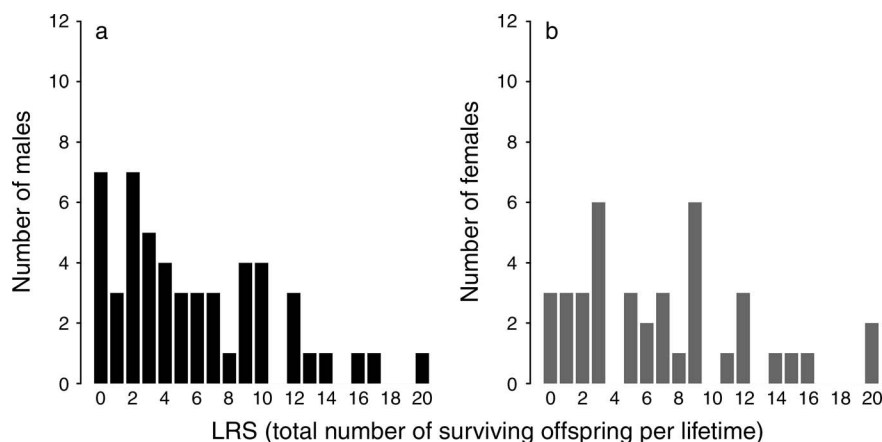 a
12
10
8
6
4
2
0
Number of males
0 2 4 6 8 10 12 14 16 18 20
b
12
10
8
6
4
2
0
Number of females
0 2 4 6 8 10 12 14 16 18 20
LRS (total number of surviving offspring per lifetime)